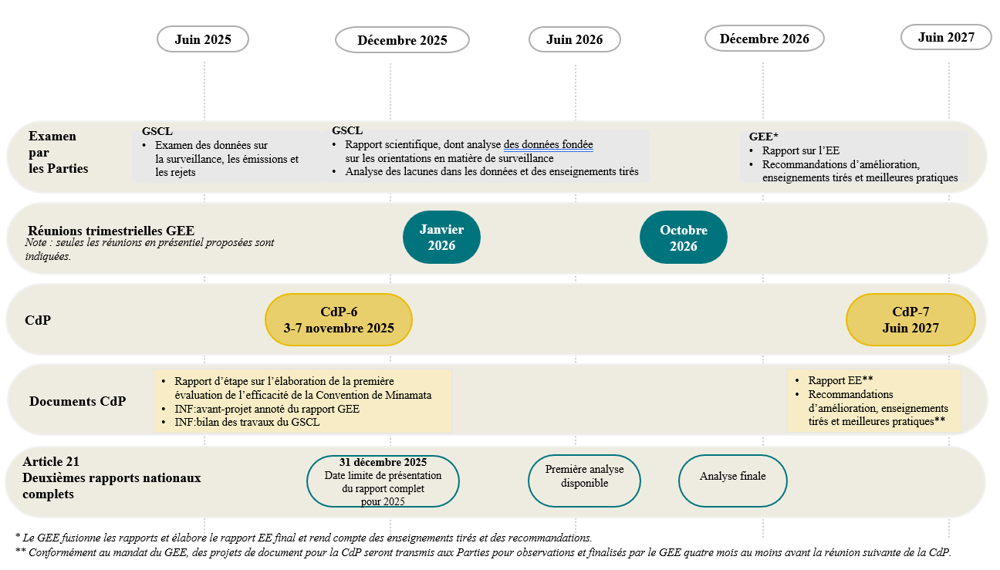 Juin 2025
Décembre 2025
Juin 2026
Décembre 2026
Juin 2027
Examen
par
les Parties
GSCL
• Examen des données sur
la surveillance, les émissions et
les rejets
GSCL
• Rapport scientifique, dont analyse des données fondée
sur les orientations en matière de surveillance
• Analyse des lacunes dans les données et des enseignements tirés
GEE*
• Rapport sur l’EE
• Recommandations d’amélioration,
enseignements tirés et meilleures pratiques
Réunions trimestrielles GEE
Note : seules les réunions en présentiel proposées sont
indiquées.
Janvier
2026
Octobre
2026
CdP
CdP-6
3-7 novembre 2025
CdP-7
Juin 2027
Documents CdP
• Rapport d’étape sur l’élaboration de la première
évaluation de l’efficacité de la Convention de Minamata
• INF:avant-projet annoté du rapport GEE
• INF:bilan des travaux du GSCL
• Rapport EE**
• Recommandations
d’amélioration, enseignements
tirés et meilleures pratiques**
Article 21
Deuxièmes rapports nationaux
complets
31 décembre 2025
Date limite de présentation
du rapport complet
pour 2025
Première analyse
disponible
Analyse finale
* Le GEE fusionne les rapports et élabore le rapport EE final et rend compte des enseignements tirés et des recommandations.
** Conformément au mandat du GEE, des projets de document pour la CdP seront transmis aux Parties pour observations et finalisés par le GEE quatre mois au moins avant la réunion suivante de la CdP.